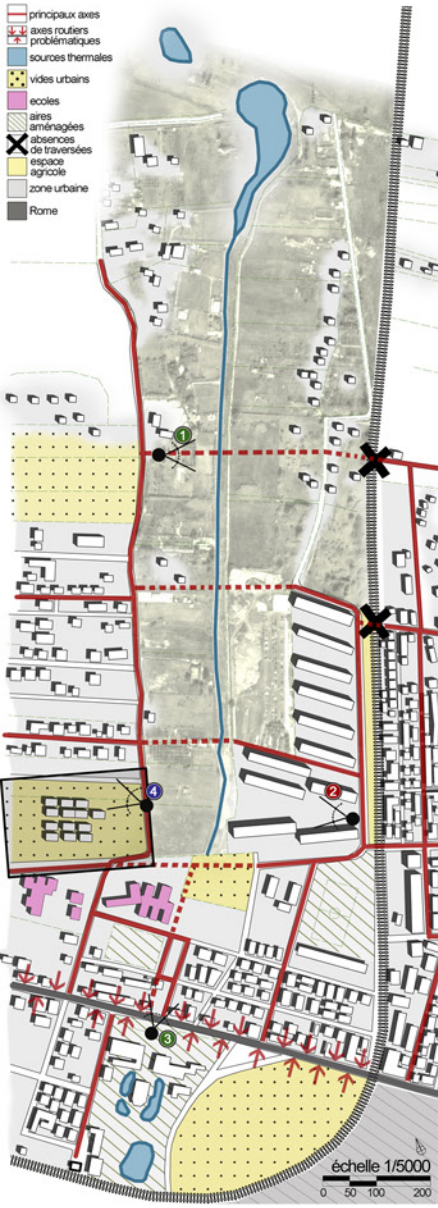 principaux axes
axes routiers
problématiques
sources thermales
vides urbains
ecoles
aires
aménagées
absences
de traversées
espace
agricole
zone urbaine
Rome
1
2
4
3
échelle 1/5000
0 50 100 200